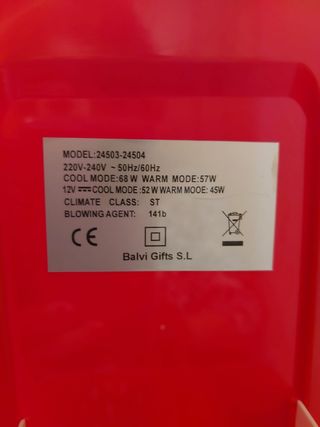 MODEL:24503-24504
220V-240V ~ 50Hz/60Hz
COOL MODE:68 W WARM MODE:57W
12V ⎓COOL MODE:52 W WARM MOOE: 45W
CLIMATE CLASS: ST
BLOWING AGENT: 141b
CE
Balvi Gifts S.L